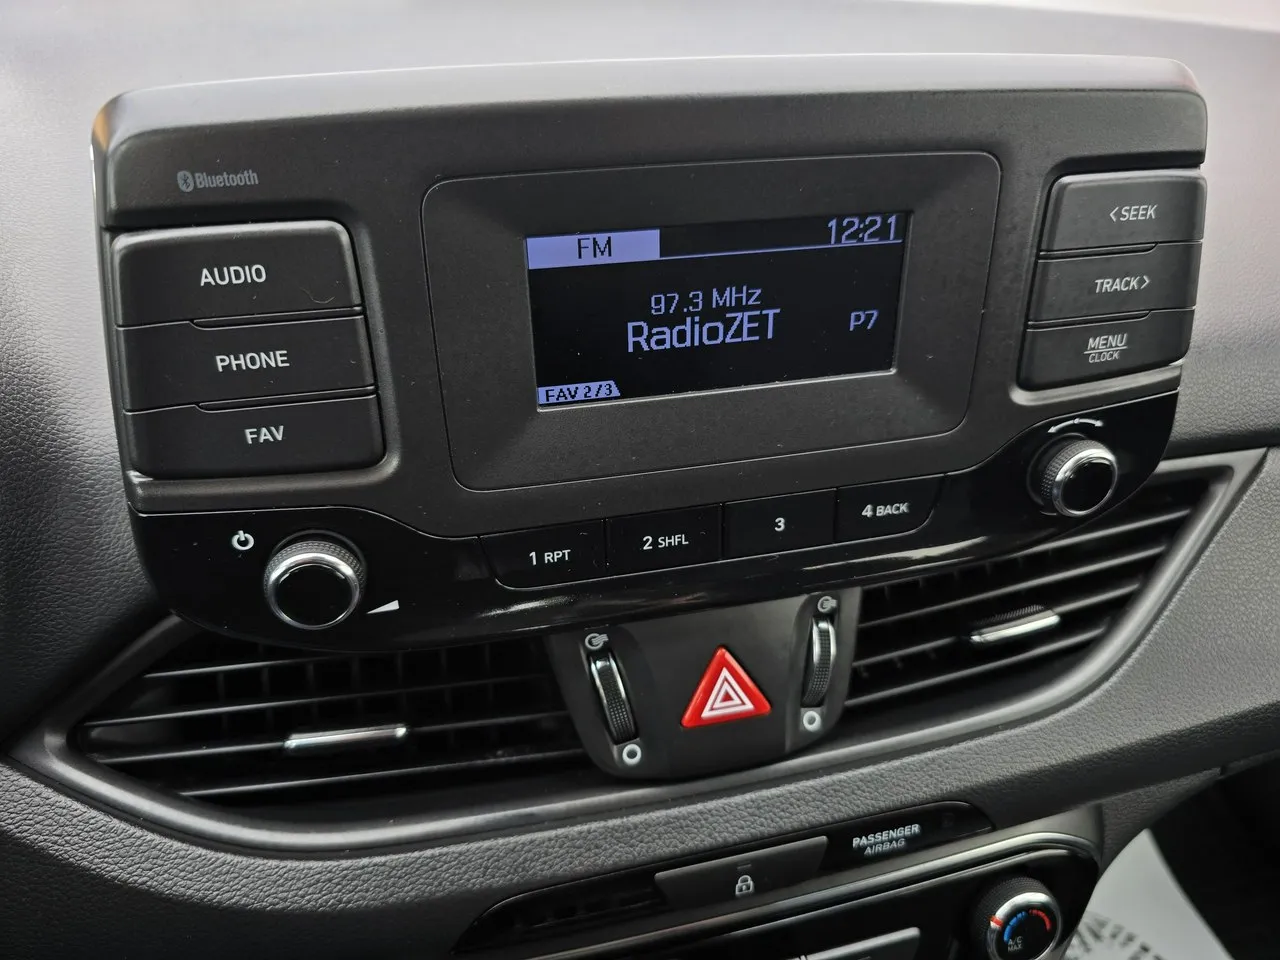 Bluetooth
AUDIO
PHONE
FAV
FM
12:21
97.3 MHz
RadioZET
P7
FAV 2/3
<SEEK
TRACK>
MENU
CLOCK
1 RPT
2 SHFL
3
4 BACK
PASSENGER
AIRBAG
A/C
MAX